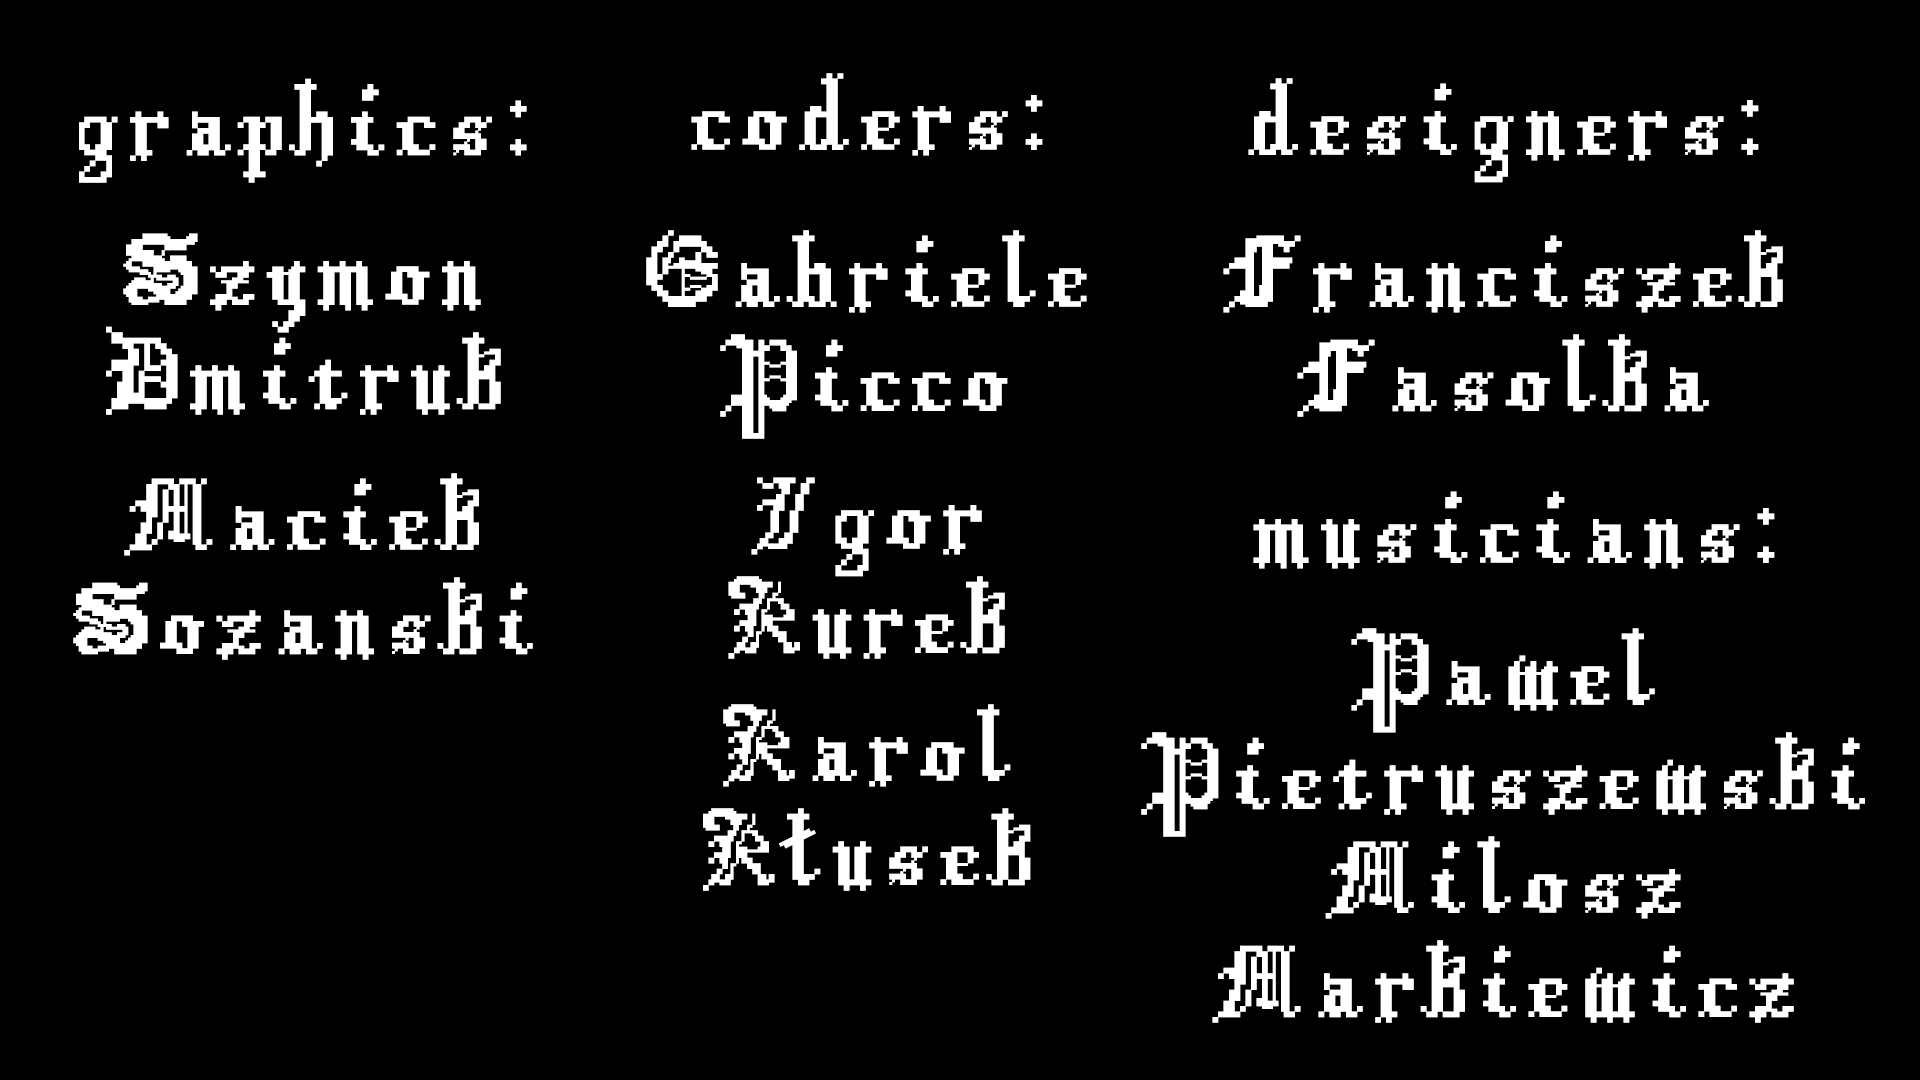 graphics:
Szymon
Dmitruk
Maciek
Sozanski
coders:
Gabriele
Picco
Igor
Kurek
Karol
Kłusek
designers:
Franciszek
Fasolka
musicians:
Pawel
Pietruszewski
Milosz
Markiewicz